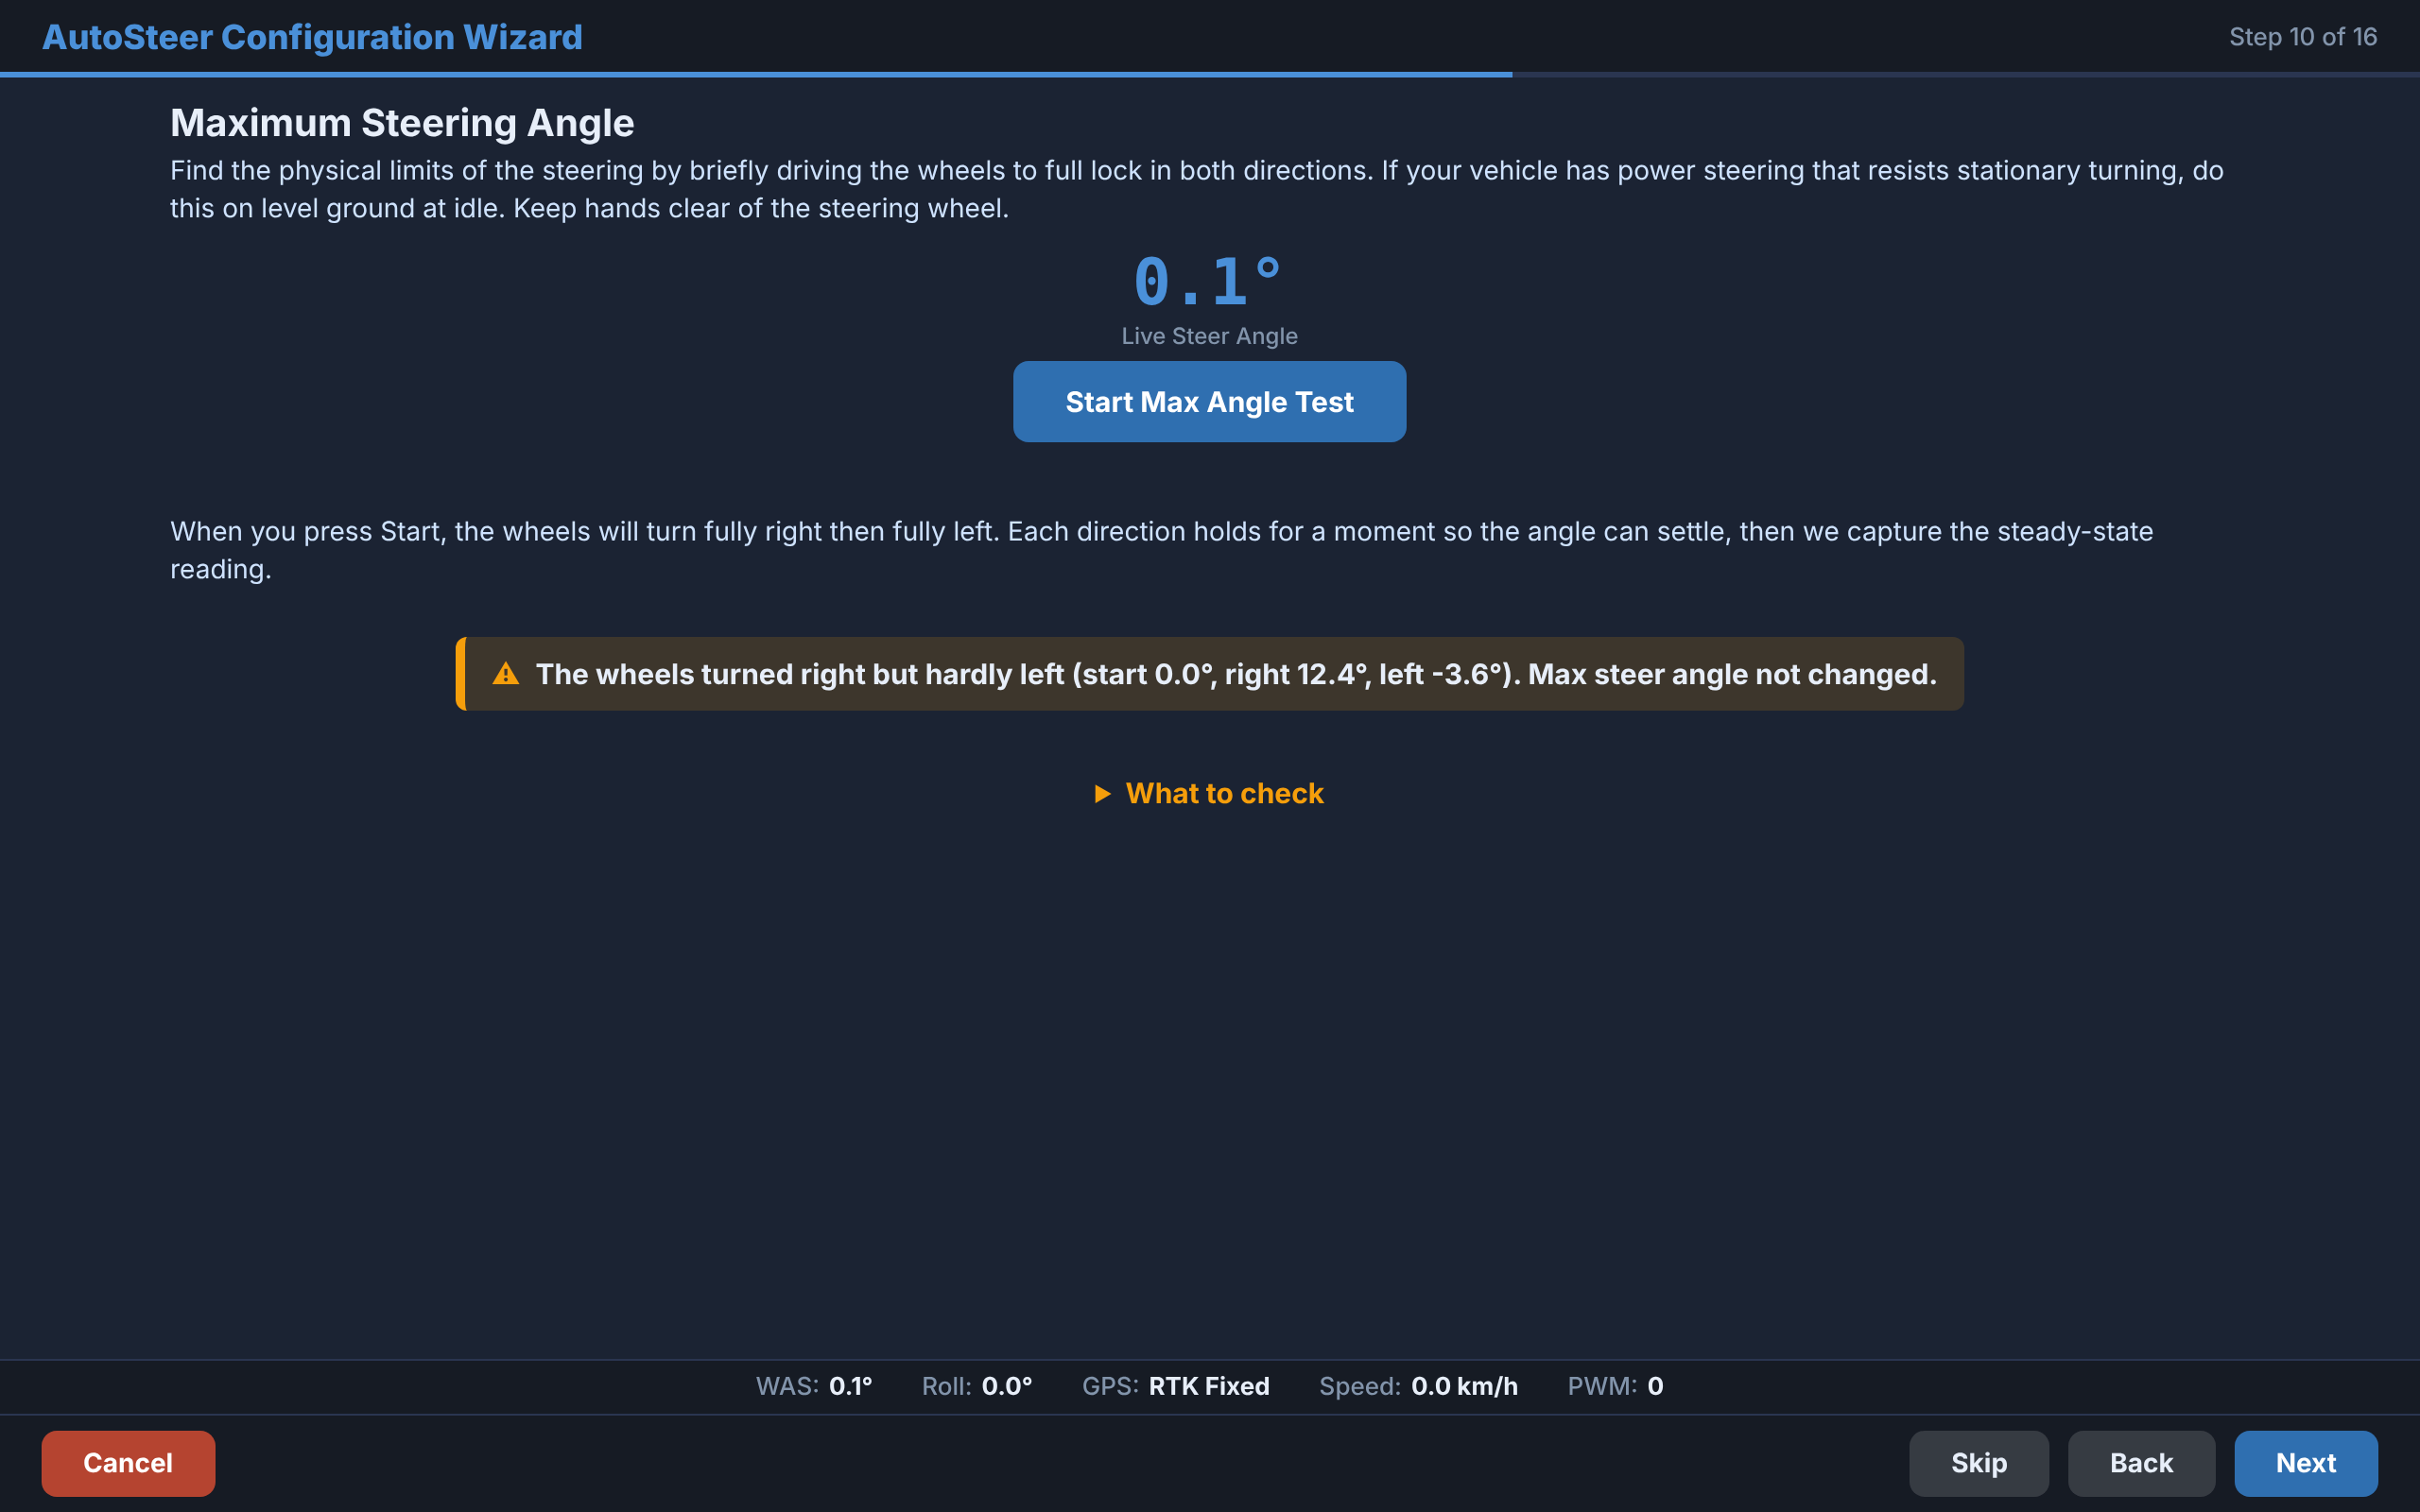 AutoSteer Configuration Wizard
Step 10 of 16
Maximum Steering Angle
Find the physical limits of the steering by briefly driving the wheels to full lock in both directions. If your vehicle has power steering that resists stationary turning, do
this on level ground at idle. Keep hands clear of the steering wheel.
0.1°
Live Steer Angle
Start Max Angle Test
When you press Start, the wheels will turn fully right then fully left. Each direction holds for a moment so the angle can settle, then we capture the steady-state
reading.
The wheels turned right but hardly left (start 0.0°, right 12.4°, left -3.6°). Max steer angle not changed.
What to check
WAS: 0.1° Roll: 0.0° GPS: RTK Fixed Speed: 0.0 km/h PWM: 0
Cancel Skip Back Next